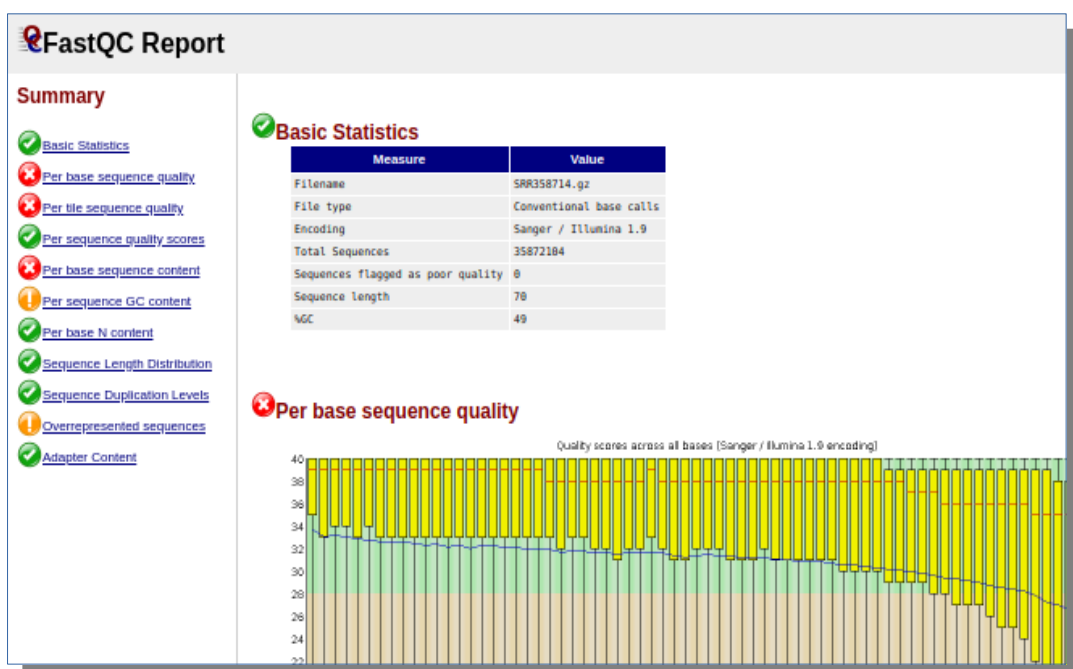 FastQC Report
Summary
Basic Statistics
Per base sequence quality
Per tile sequence quality
Per sequence quality scores
Per base sequence content
Per sequence GC content
Per base N content
Sequence Length Distribution
Sequence Duplication Levels
Overrepresented sequences
Adapter Content
Basic Statistics
Measure Value
Filename SRR358714.gz
File type Conventional base calls
Encoding Sanger / Illumina 1.9
Total Sequences 35872104
Sequences flagged as poor quality 0
Sequence length 70
%GC 49
Per base sequence quality
Quality scores across all bases (Sanger / Illumina 1.9 encoding)
40
38
36
34
32
30
28
26
24
22